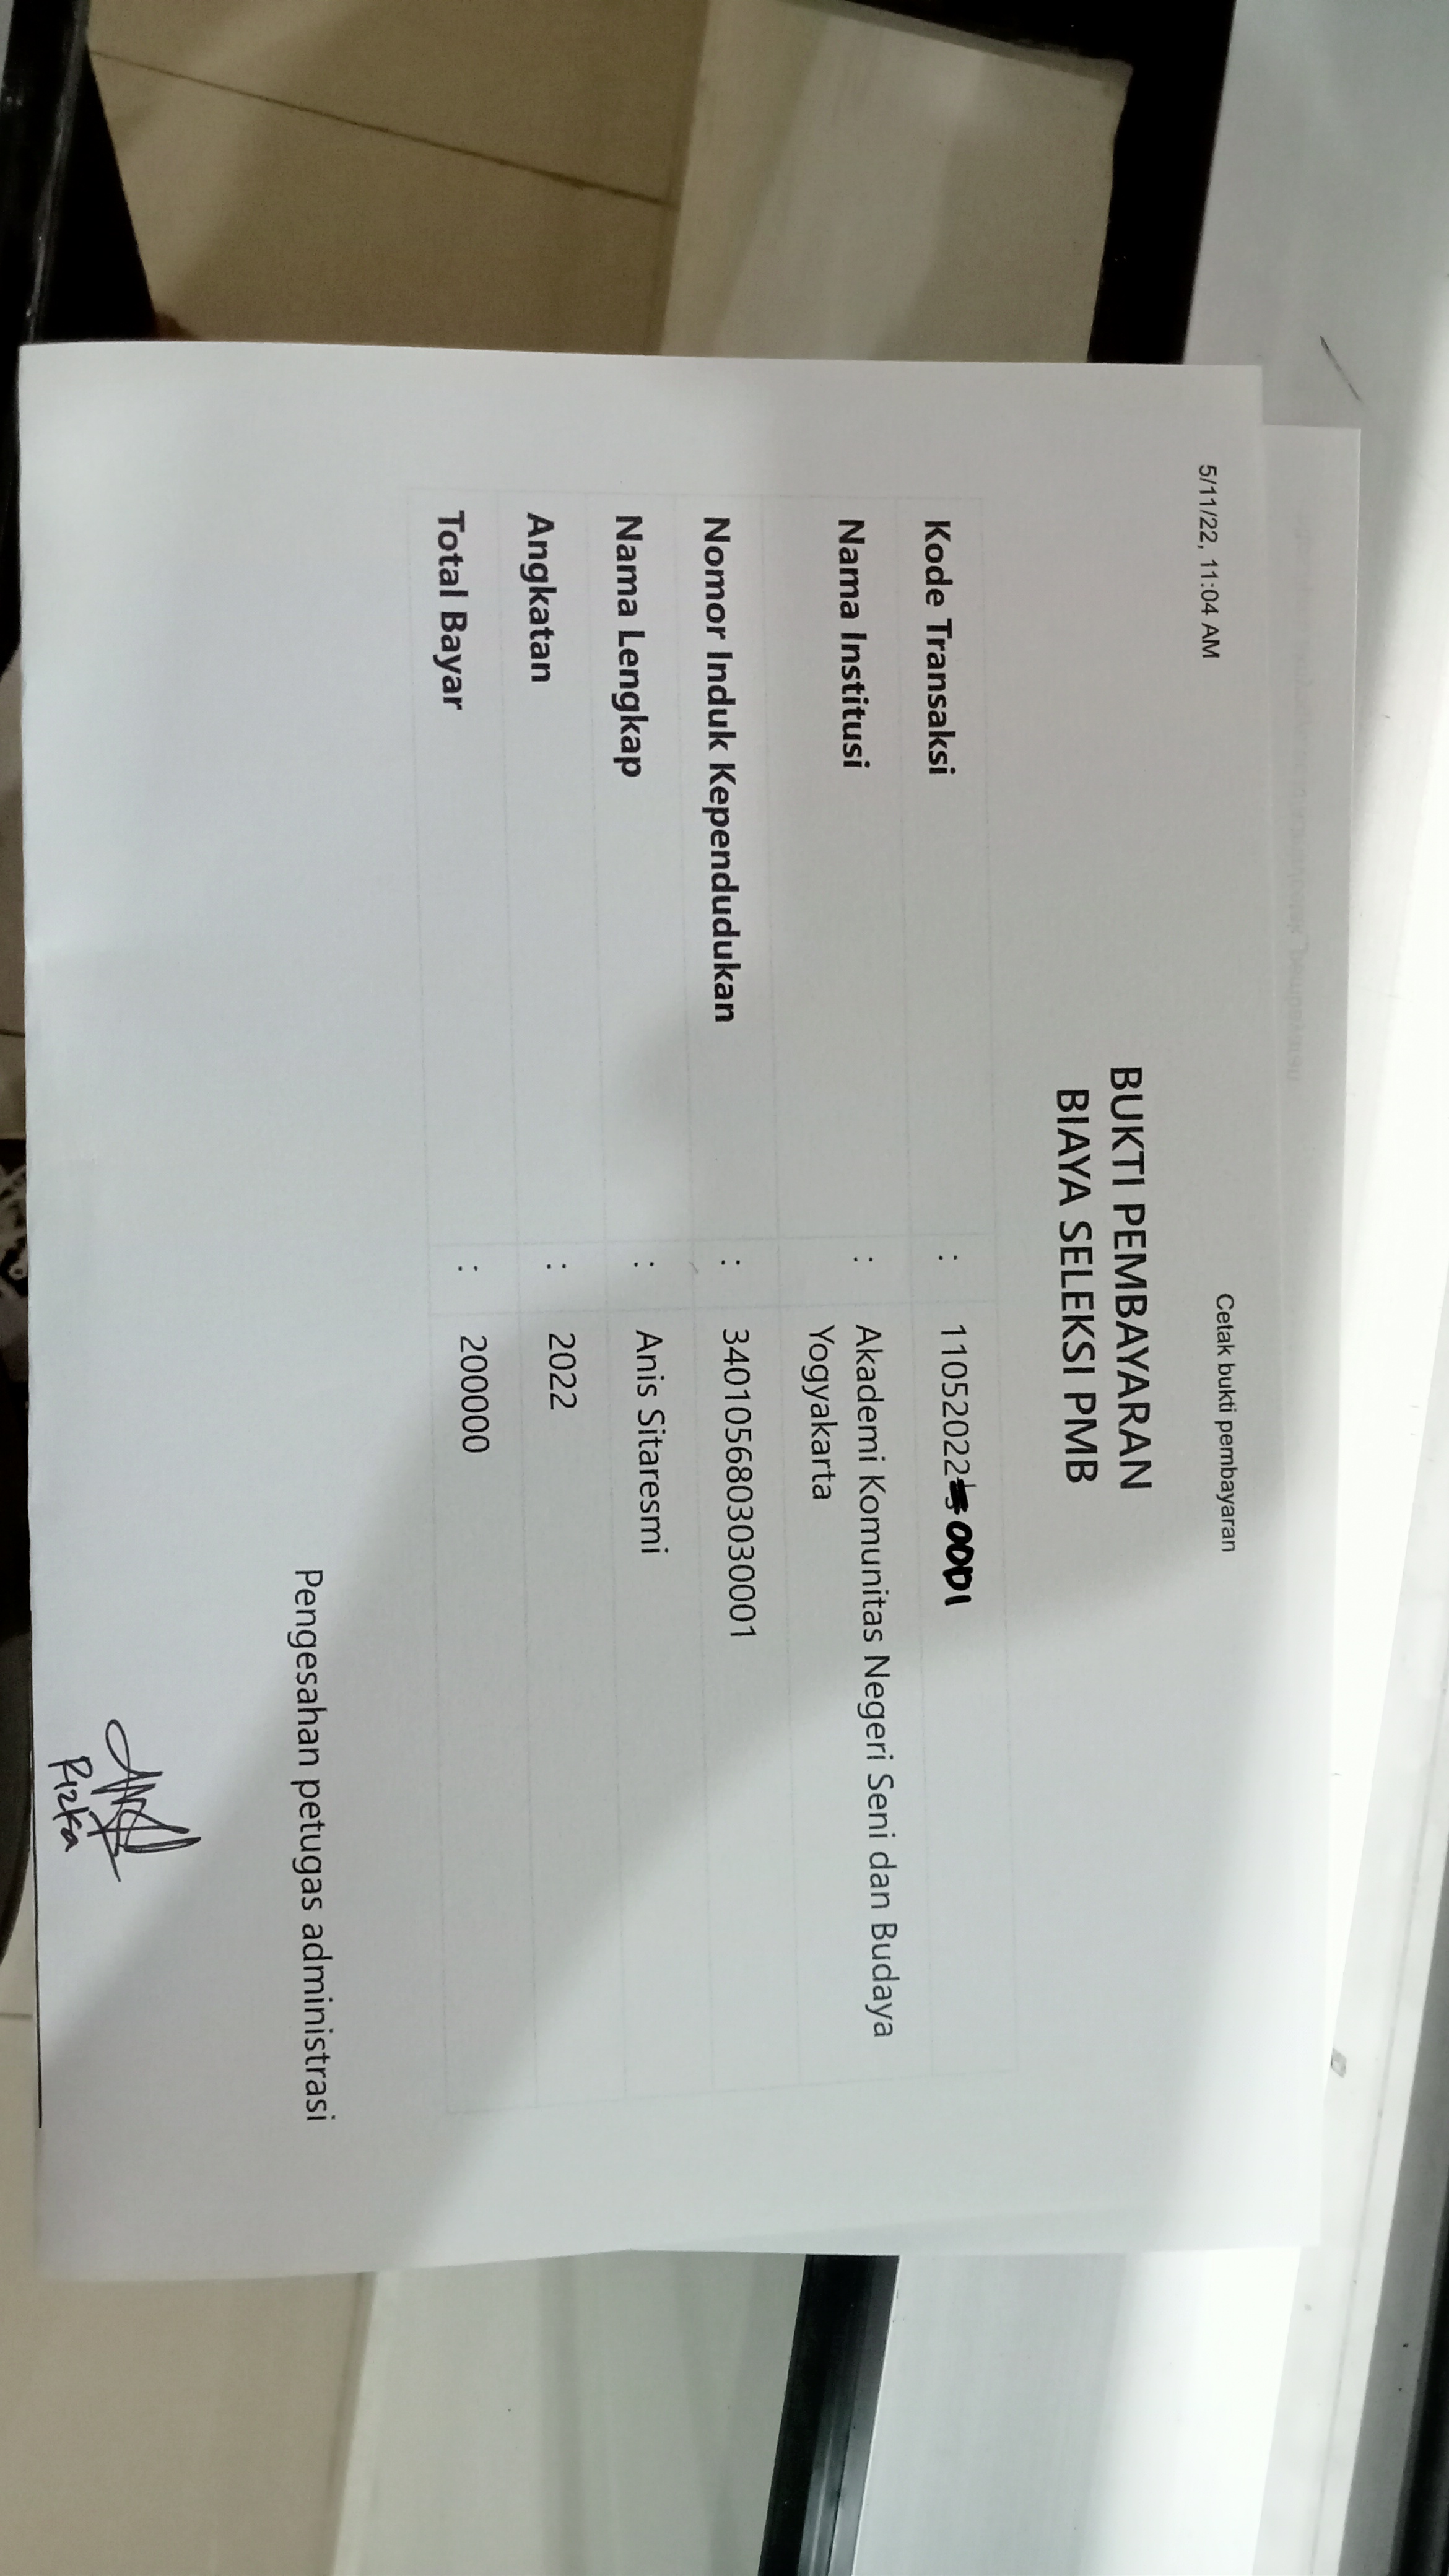 5/11/22, 11:04 AM
Cetak bukti pembayaran
BUKTI PEMBAYARAN
BIAYA SELEKSI PMB
Kode Transaksi : 11052022 0001
Nama Institusi : Akademi Komunitas Negeri Seni dan Budaya
Yogyakarta
Nomor Induk Kependudukan : 3401056803030001
Nama Lengkap : Anis Sitaresmi
Angkatan : 2022
Total Bayar : 200000
Pengesahan petugas administrasi
Rizka